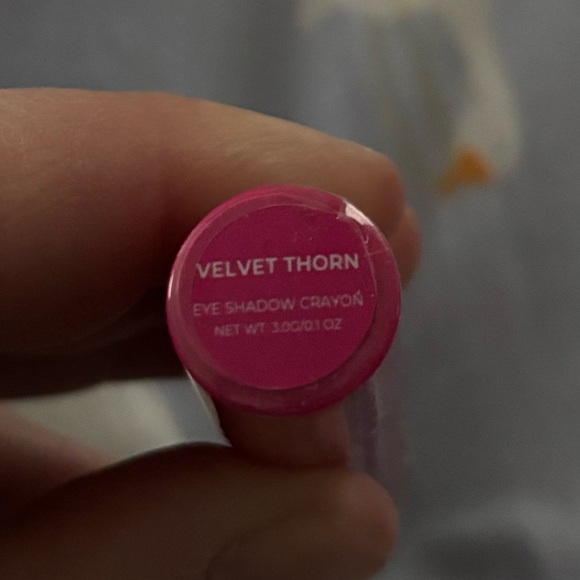 VELVET THORN
EYE SHADOW CRAYON
NET WT 3.0G/0.1 OZ